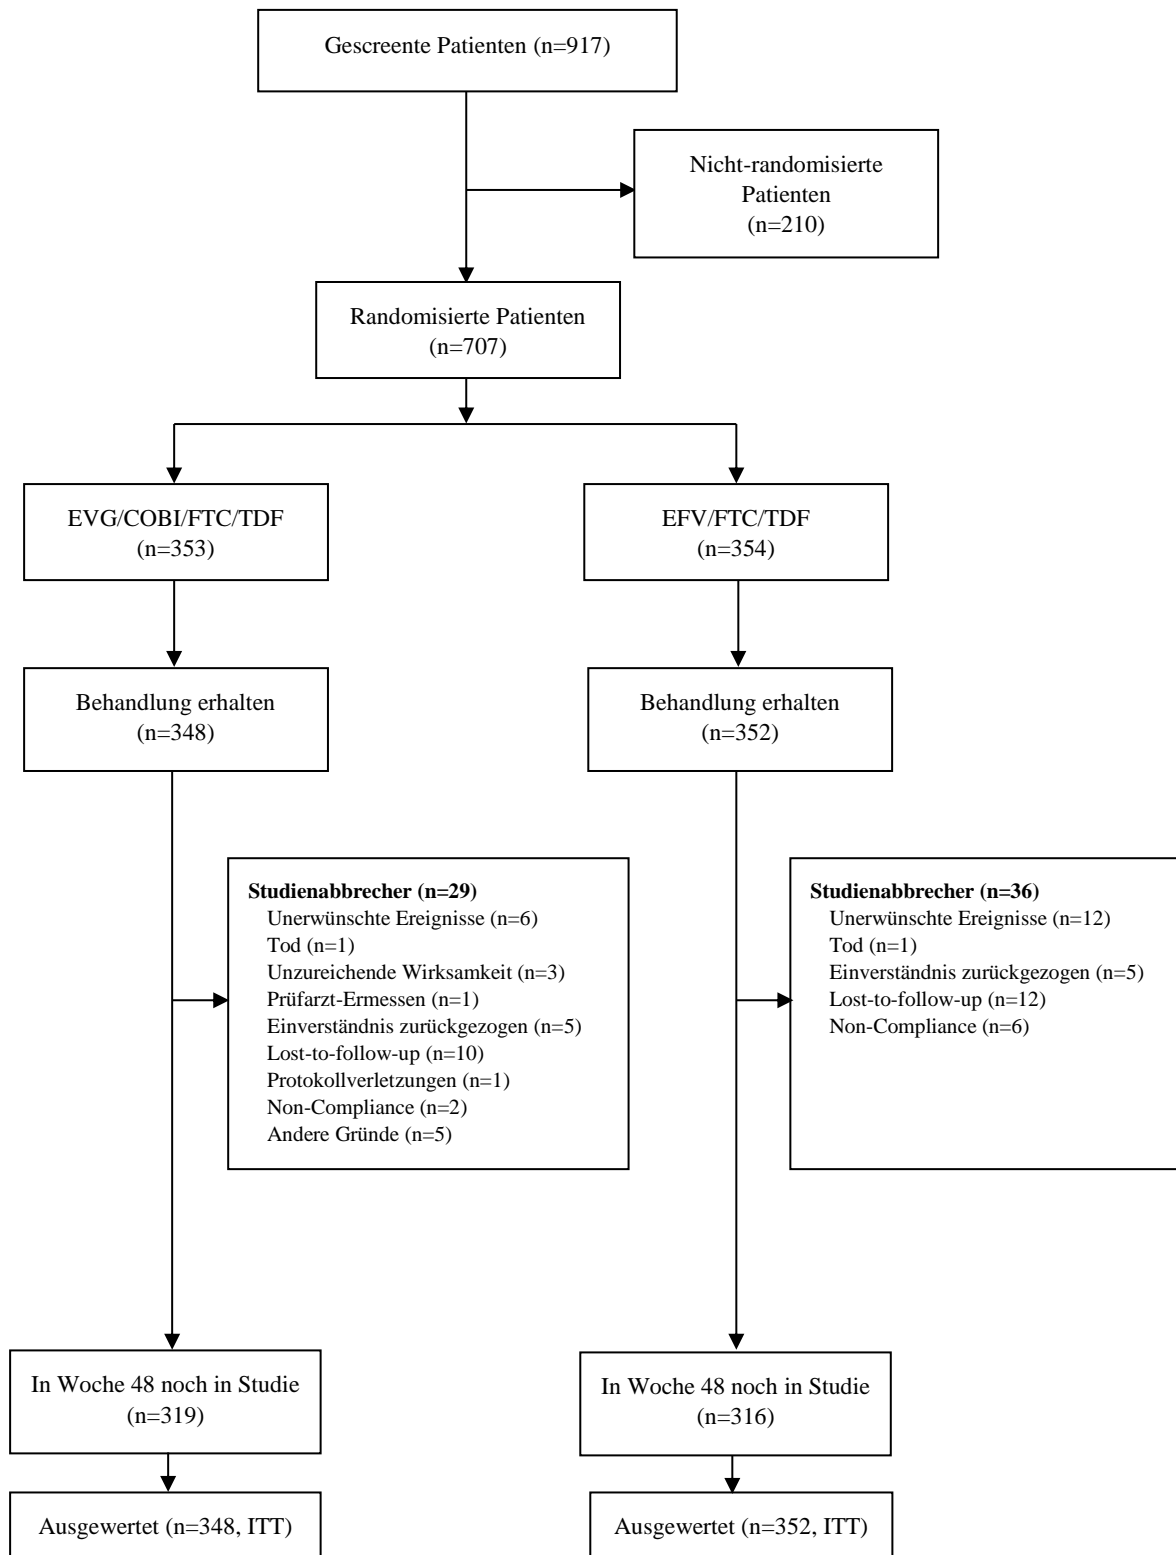 Gescreente Patienten (n=917)
Nicht-randomisierte
Patienten
(n=210)
Randomisierte Patienten
(n=707)
EVG/COBI/FTC/TDF
(n=353)
EFV/FTC/TDF
(n=354)
Behandlung erhalten
(n=348)
Behandlung erhalten
(n=352)
Studienabbrecher (n=29)
Unerwünschte Ereignisse (n=6)
Tod (n=1)
Unzureichende Wirksamkeit (n=3)
Prüfarzt-Ermessen (n=1)
Einverständnis zurückgezogen (n=5)
Lost-to-follow-up (n=10)
Protokollverletzungen (n=1)
Non-Compliance (n=2)
Andere Gründe (n=5)
Studienabbrecher (n=36)
Unerwünschte Ereignisse (n=12)
Tod (n=1)
Einverständnis zurückgezogen (n=5)
Lost-to-follow-up (n=12)
Non-Compliance (n=6)
In Woche 48 noch in Studie
(n=319)
In Woche 48 noch in Studie
(n=316)
Ausgewertet (n=348, ITT)
Ausgewertet (n=352, ITT)